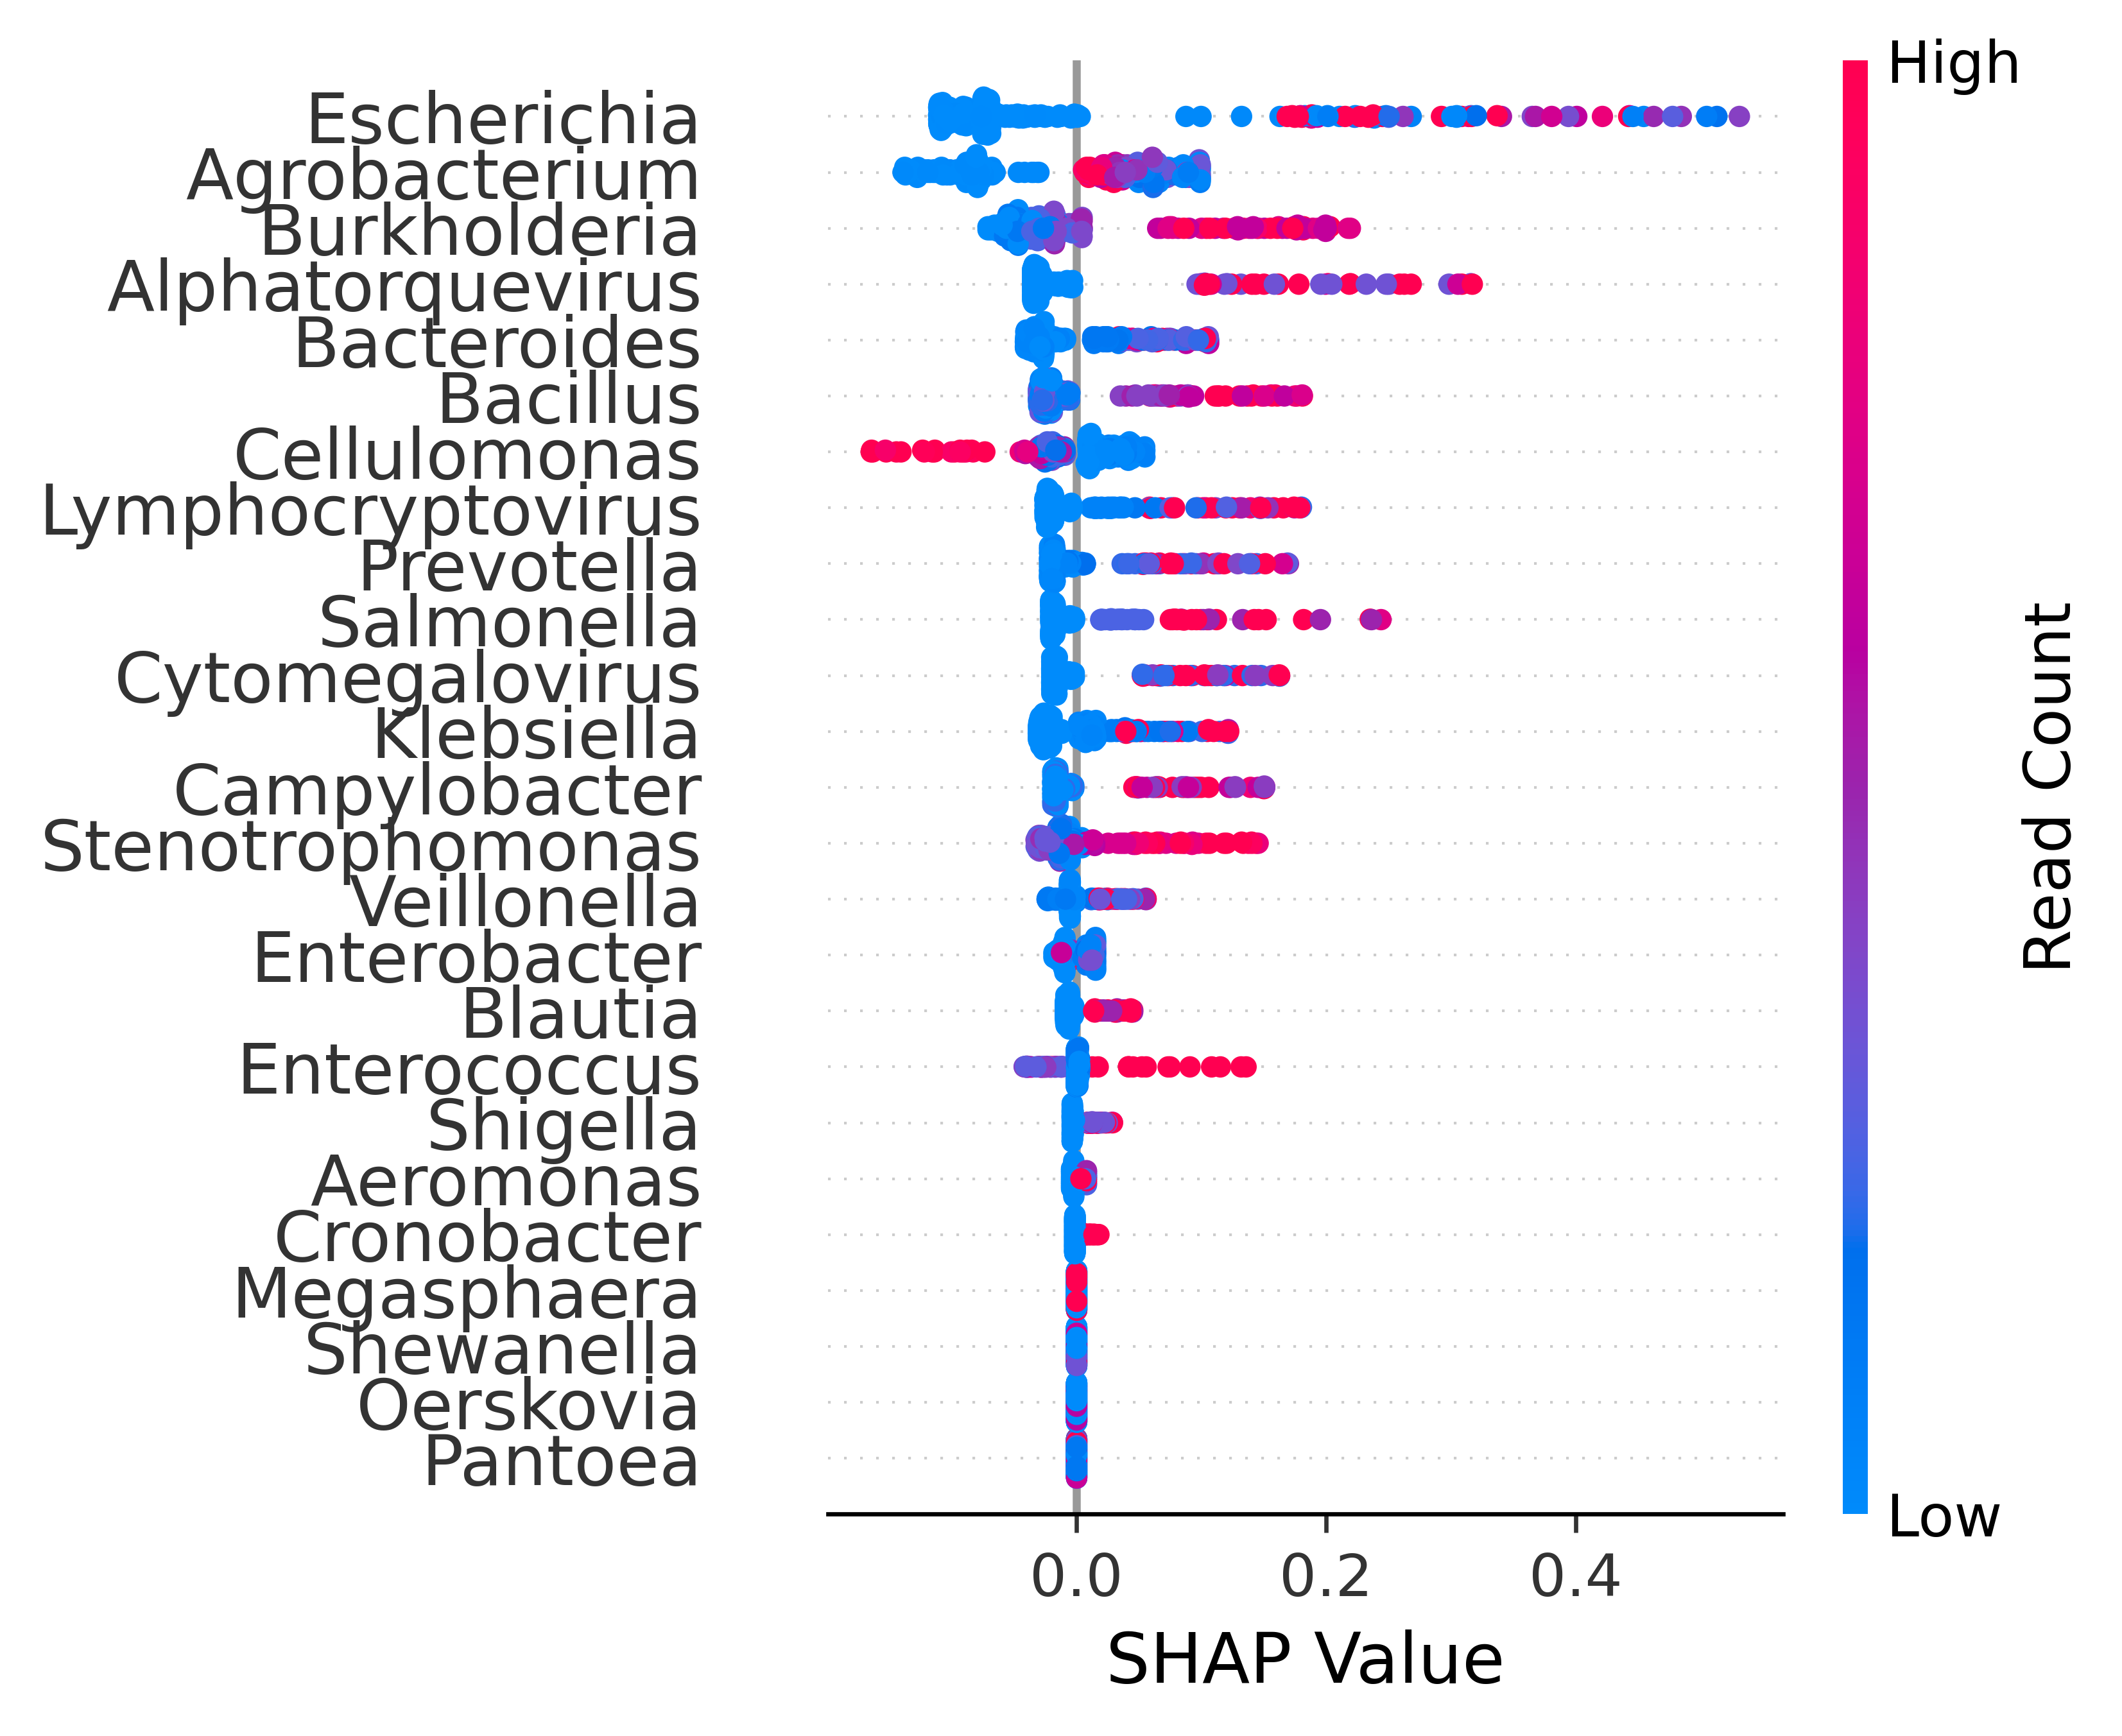 High
Escherichia
Agrobacterium
Burkholderia
Alphatorquevirus
Bacteroides
Bacillus
Cellulomonas
Lymphocryptovirus
Prevotella
Salmonella
Cytomegalovirus
Klebsiella
Campylobacter
Stenotrophomonas
Veillonella
Enterobacter
Blautia
Enterococcus
Shigella
Aeromonas
Cronobacter
Megasphaera
Shewanella
Oerskovia
Pantoea
Read Count
Low
0.0 0.2 0.4
SHAP Value